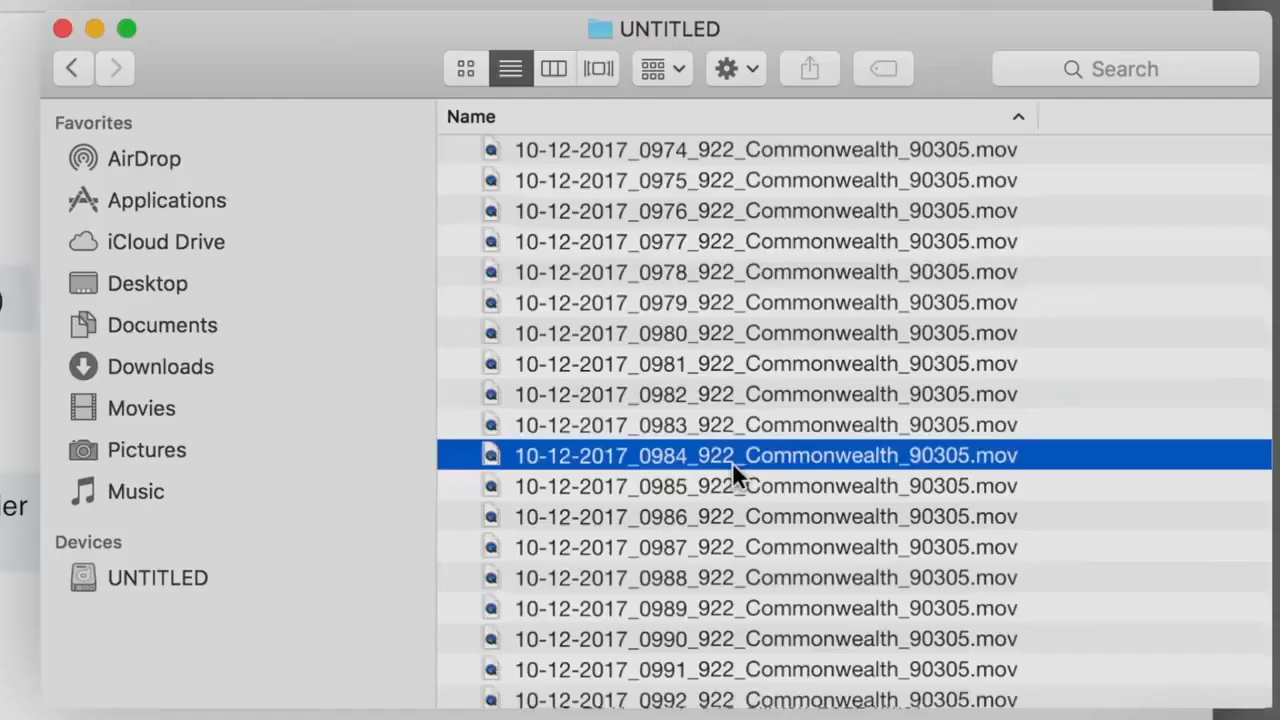 UNTITLED
Search
Favorites
AirDrop
Applications
iCloud Drive
Desktop
Documents
Downloads
Movies
Pictures
Music
Devices
UNTITLED
Name
10-12-2017_0974_922_Commonwealth_90305.mov
10-12-2017_0975_922_Commonwealth_90305.mov
10-12-2017_0976_922_Commonwealth_90305.mov
10-12-2017_0977_922_Commonwealth_90305.mov
10-12-2017_0978_922_Commonwealth_90305.mov
10-12-2017_0979_922_Commonwealth_90305.mov
10-12-2017_0980_922_Commonwealth_90305.mov
10-12-2017_0981_922_Commonwealth_90305.mov
10-12-2017_0982_922_Commonwealth_90305.mov
10-12-2017_0983_922_Commonwealth_90305.mov
10-12-2017_0984_922_Commonwealth_90305.mov
10-12-2017_0985_922_Commonwealth_90305.mov
10-12-2017_0986_922_Commonwealth_90305.mov
10-12-2017_0987_922_Commonwealth_90305.mov
10-12-2017_0988_922_Commonwealth_90305.mov
10-12-2017_0989_922_Commonwealth_90305.mov
10-12-2017_0990_922_Commonwealth_90305.mov
10-12-2017_0991_922_Commonwealth_90305.mov
10-12-2017_0992_922_Commonwealth_90305.mov